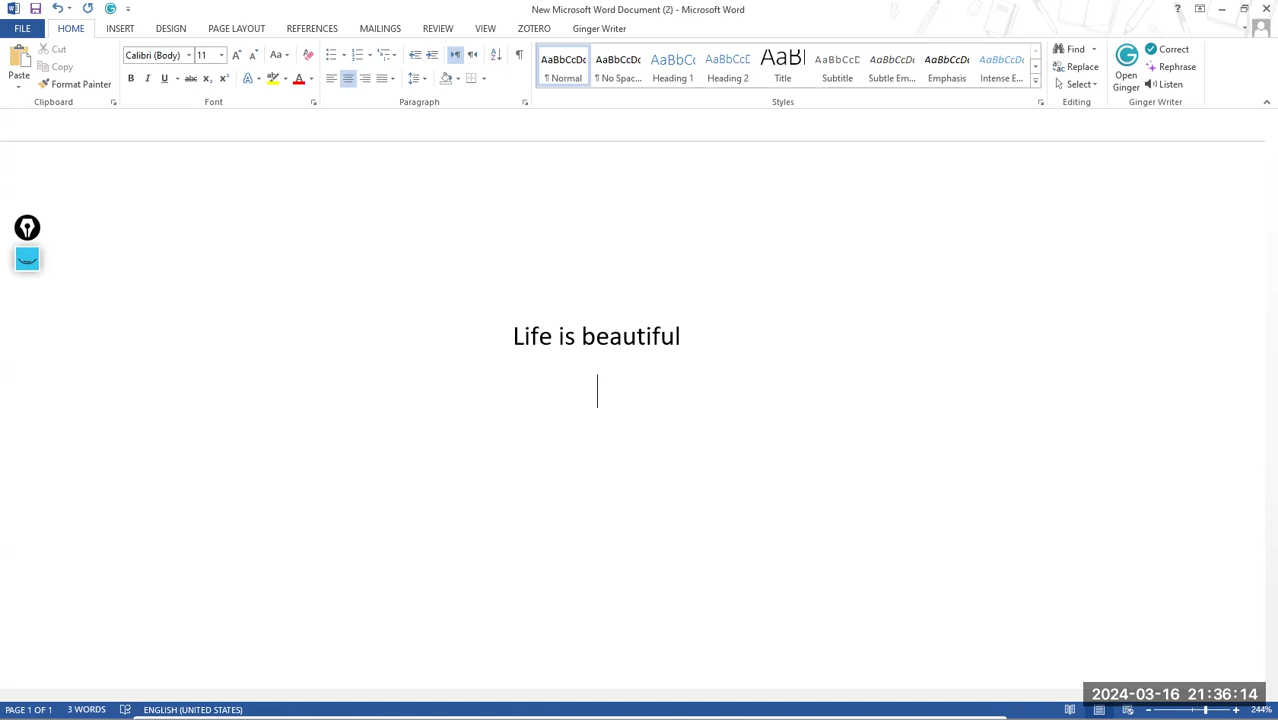 New Microsoft Word Document (2) - Microsoft Word
FILE HOME INSERT DESIGN PAGE LAYOUT REFERENCES MAILINGS REVIEW VIEW ZOTERO Ginger Writer
Paste
Cut
Copy
Format Painter
Clipboard
Calibri (Body) 11
Font
Paragraph
AaBbCcDc AaBbCcDc AaBbCc AaBbCcD AaBl AaBbCcD AaBbCcDc AaBbCcDc AaBbCcDc
¶ Normal ¶ No Spac... Heading 1 Heading 2 Title Subtitle Subtle Em... Emphasis Intense E...
Styles
Find
Replace
Select
Editing
Open
Ginger
Correct
Rephrase
Listen
Ginger Writer
Life is beautiful
2024-03-16 21:36:14
PAGE 1 OF 1 3 WORDS ENGLISH (UNITED STATES) 244%